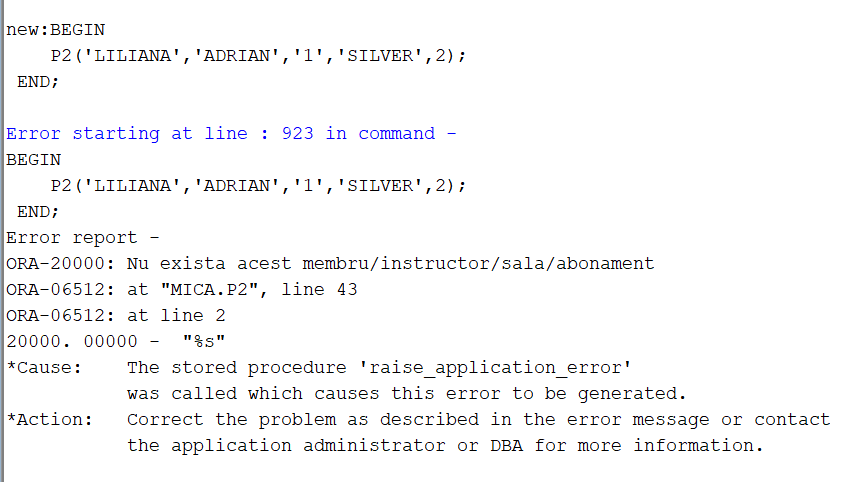 new:BEGIN
    P2('LILIANA','ADRIAN','1','SILVER',2);
 END;
Error starting at line : 923 in command -
BEGIN
    P2('LILIANA','ADRIAN','1','SILVER',2);
 END;
Error report -
ORA-20000: Nu exista acest membru/instructor/sala/abonament
ORA-06512: at "MICA.P2", line 43
ORA-06512: at line 2
20000. 00000 -  "%s"
*Cause:    The stored procedure 'raise_application_error'
           was called which causes this error to be generated.
*Action:   Correct the problem as described in the error message or contact
           the application administrator or DBA for more information.